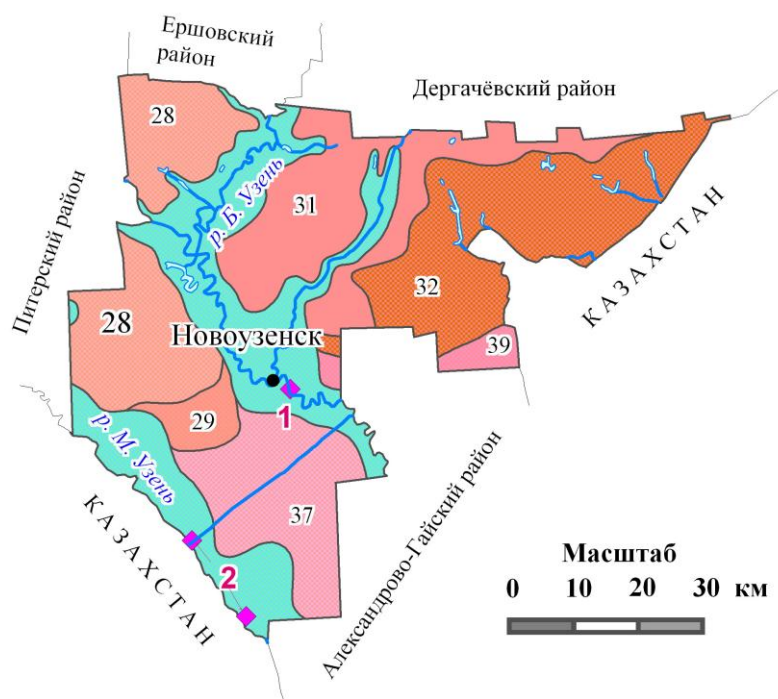 Ершовский
район
Дергачёвский район
28
р. Б. Узень
31
Питерский район
КАЗАХСТАН
32
28
Новоузенск
39
1
29
р. М. Узень
37
КАЗАХСТАН
2
Александрово-Гайский район
Масштаб
0 10 20 30 км